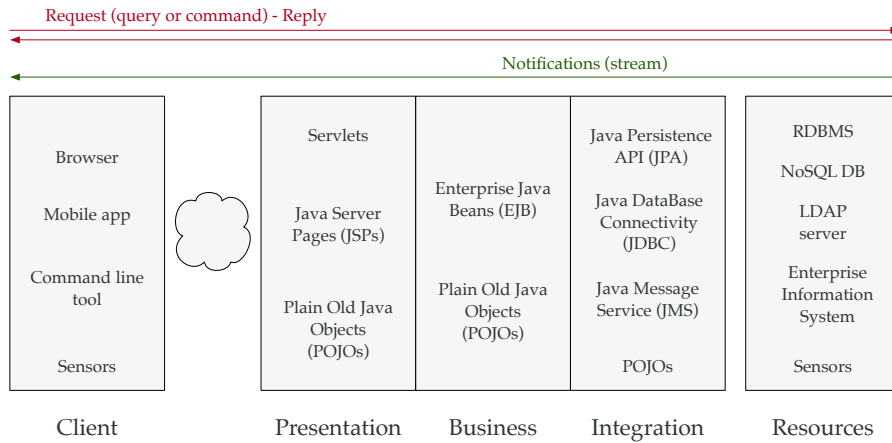 Request (query or command) - Reply
Notifications (stream)
Browser
Mobile app
Command line
tool
Sensors
Client
Servlets
Java Server
Pages (JSPs)
Plain Old Java
Objects
(POJOs)
Presentation
Enterprise Java
Beans (EJB)
Plain Old Java
Objects
(POJOs)
Business
Java Persistence
API (JPA)
Java DataBase
Connectivity
(JDBC)
Java Message
Service (JMS)
POJOs
Integration
RDBMS
NoSQL DB
LDAP
server
Enterprise
Information
System
Sensors
Resources